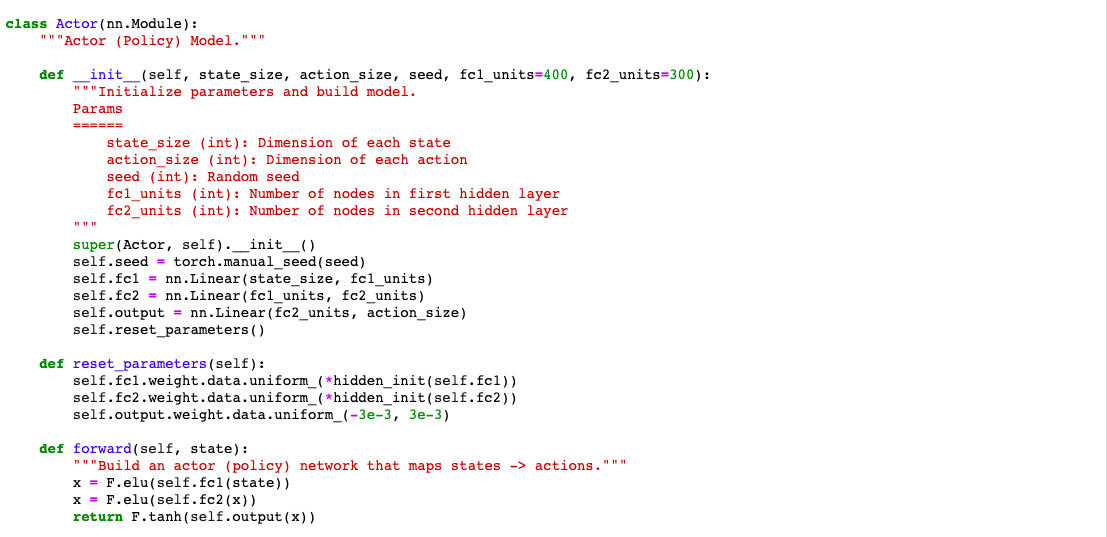 class Actor(nn.Module):
    """Actor (Policy) Model."""

    def __init__(self, state_size, action_size, seed, fc1_units=400, fc2_units=300):
        """Initialize parameters and build model.
        Params
        ======
            state_size (int): Dimension of each state
            action_size (int): Dimension of each action
            seed (int): Random seed
            fc1_units (int): Number of nodes in first hidden layer
            fc2_units (int): Number of nodes in second hidden layer
        """
        super(Actor, self).__init__()
        self.seed = torch.manual_seed(seed)
        self.fc1 = nn.Linear(state_size, fc1_units)
        self.fc2 = nn.Linear(fc1_units, fc2_units)
        self.output = nn.Linear(fc2_units, action_size)
        self.reset_parameters()

    def reset_parameters(self):
        self.fc1.weight.data.uniform_(*hidden_init(self.fc1))
        self.fc2.weight.data.uniform_(*hidden_init(self.fc2))
        self.output.weight.data.uniform_(-3e-3, 3e-3)

    def forward(self, state):
        """Build an actor (policy) network that maps states -> actions."""
        x = F.elu(self.fc1(state))
        x = F.elu(self.fc2(x))
        return F.tanh(self.output(x))